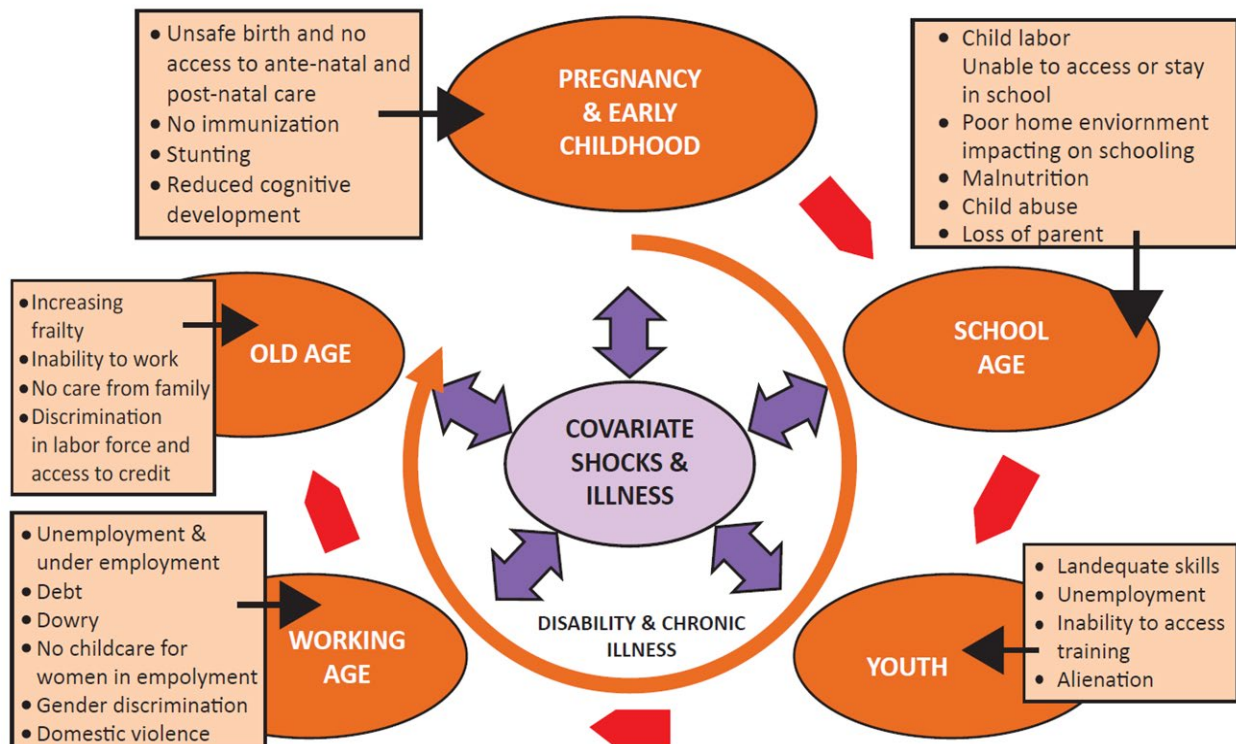 • Unsafe birth and no
access to ante-natal and
post-natal care
• No immunization
• Stunting
• Reduced cognitive
development
PREGNANCY
& EARLY
CHILDHOOD
• Child labor
Unable to access or stay
in school
• Poor home enviornment
impacting on schooling
• Malnutrition
• Child abuse
• Loss of parent
SCHOOL
AGE
• Increasing
frailty
• Inability to work
• No care from family
• Discrimination
in labor force and
access to credit
OLD AGE
COVARIATE
SHOCKS &
ILLNESS
DISABILITY & CHRONIC
ILLNESS
• Unemployment &
under employment
• Debt
• Dowry
• No childcare for
women in empolyment
• Gender discrimination
• Domestic violence
WORKING
AGE
• Landequate skills
• Unemployment
• Inability to access
training
• Alienation
YOUTH